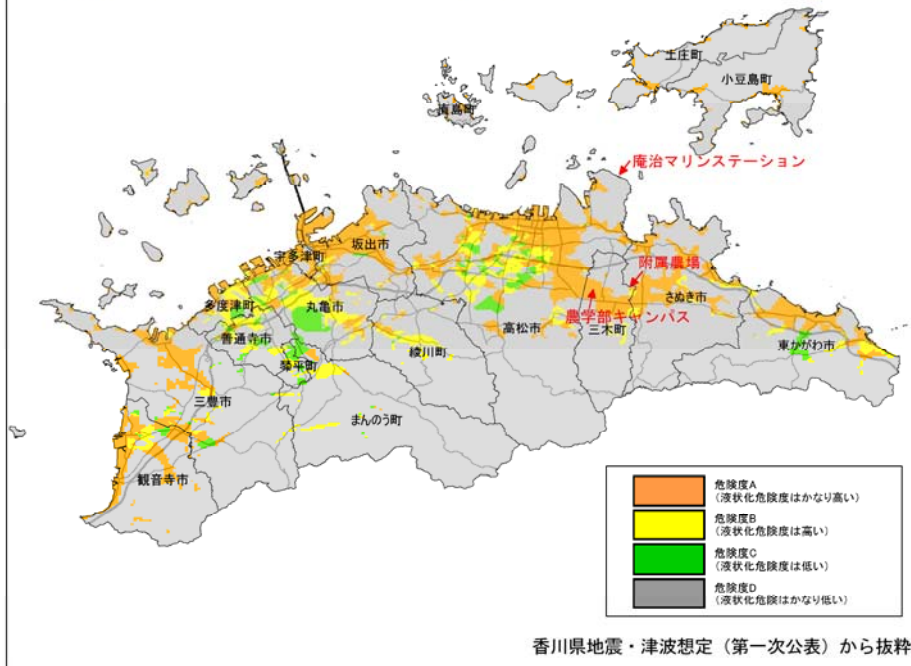 土庄町
小豆島町
直島町
庵治マリンステーション
坂出市
宇多津町
附属農場
多度津町
丸亀市
さぬき市
農学部キャンパス
高松市
三木町
善通寺市
綾川町
東かがわ市
琴平町
三豊市
まんのう町
観音寺市
危険度A
(液状化危険度はかなり高い)
危険度B
(液状化危険度は高い)
危険度C
(液状化危険度は低い)
危険度D
(液状化危険はかなり低い)
香川県地震・津波想定（第一次公表）から抜粋